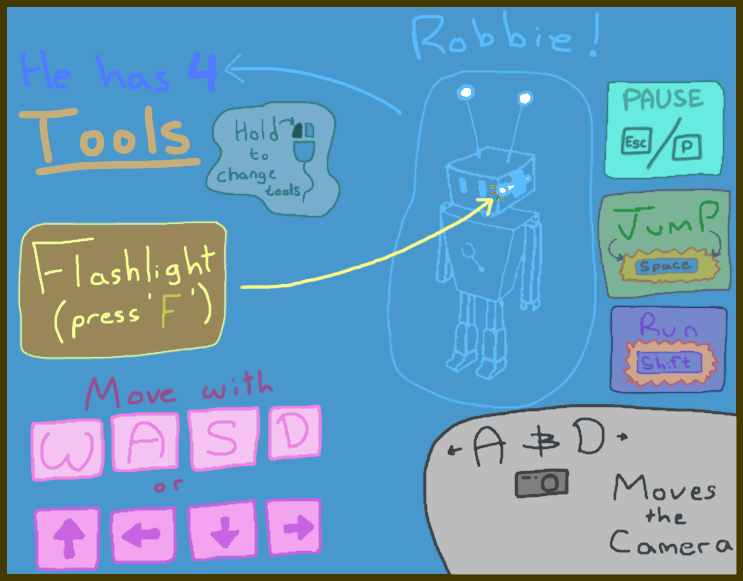 Robbie!
He has 4
Tools
Hold
to
change
tools
PAUSE
Esc / P
Flashlight
(press 'F')
JumP
Space
Run
Shift
Move with
W A S D
or
↑ ← ↓ →
← A & D →
Moves
the
Camera